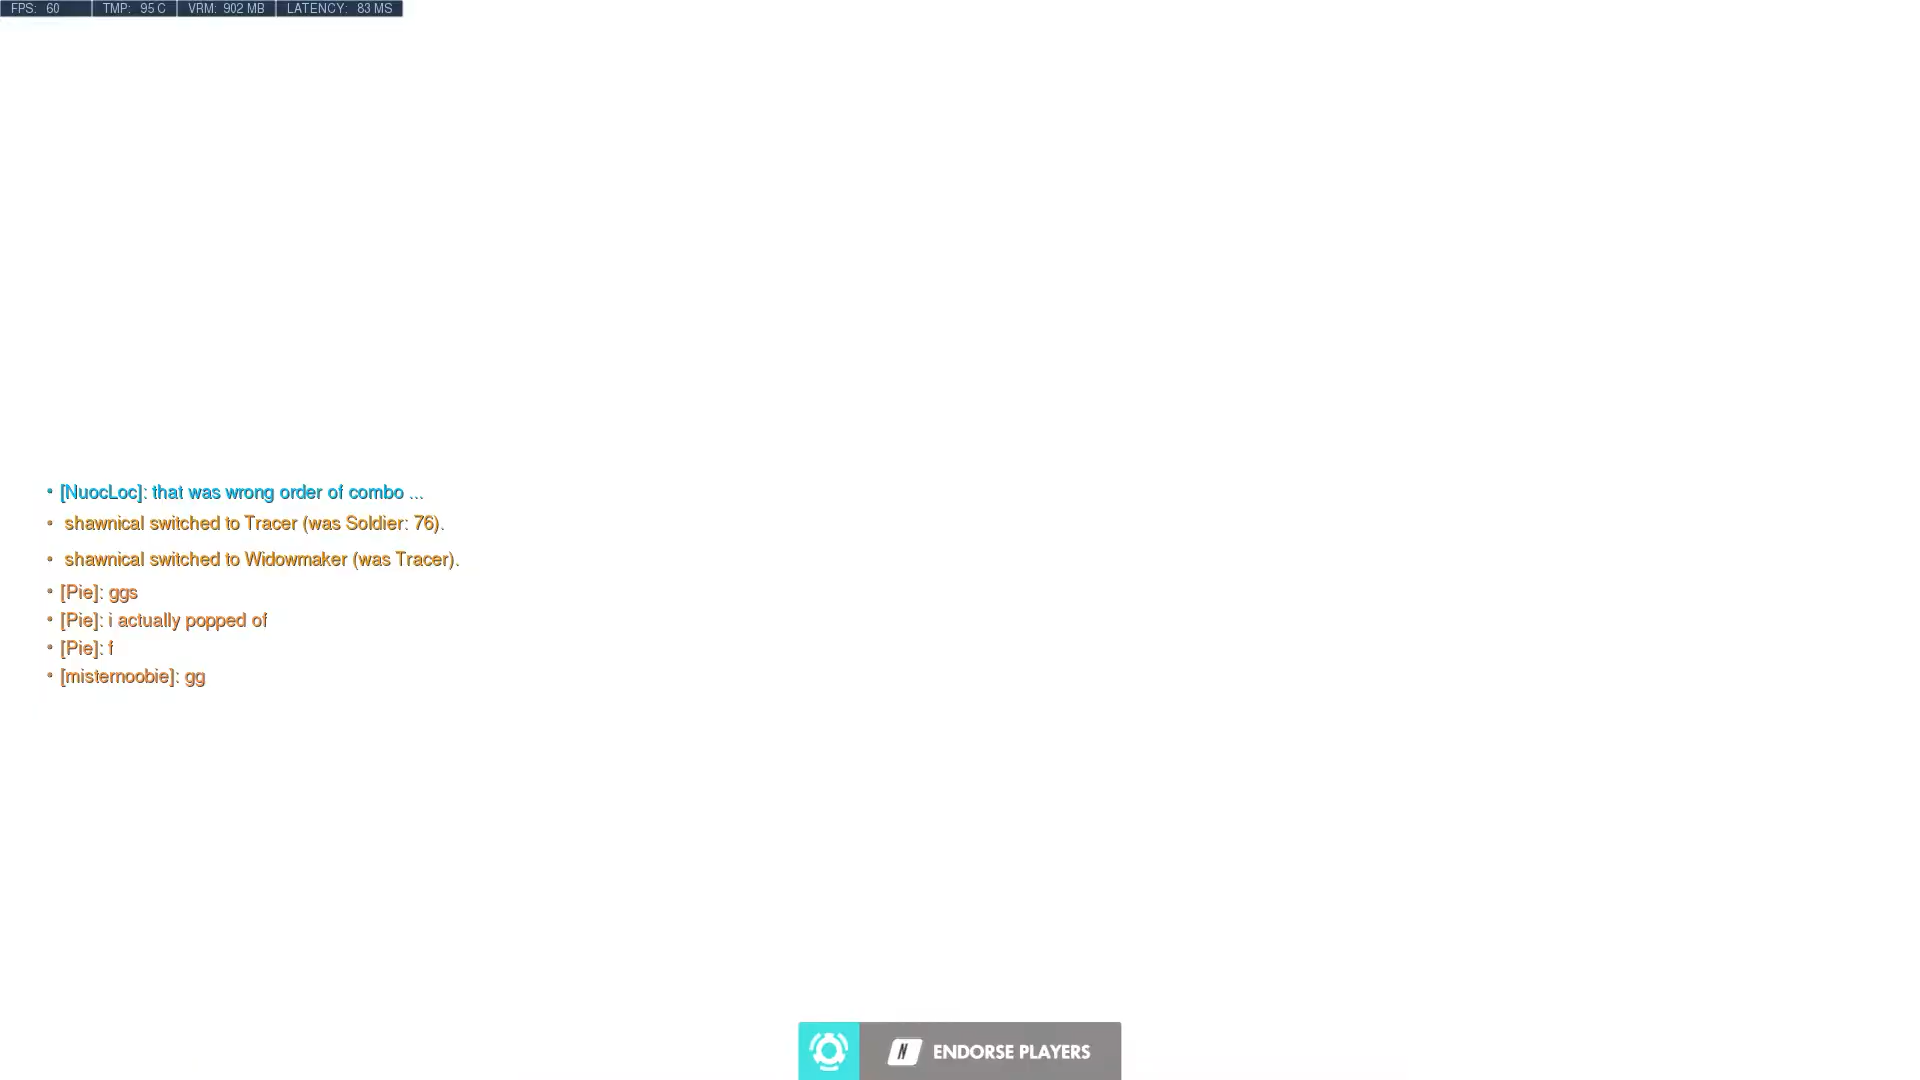 FPS: 60 TMP: 95 C VRM: 902 MB LATENCY: 83 MS
• [NuocLoc]: that was wrong order of combo ...
• shawnical switched to Tracer (was Soldier: 76).
• shawnical switched to Widowmaker (was Tracer).
• [Pie]: ggs
• [Pie]: i actually popped of
• [Pie]: f
• [misternoobie]: gg
N ENDORSE PLAYERS